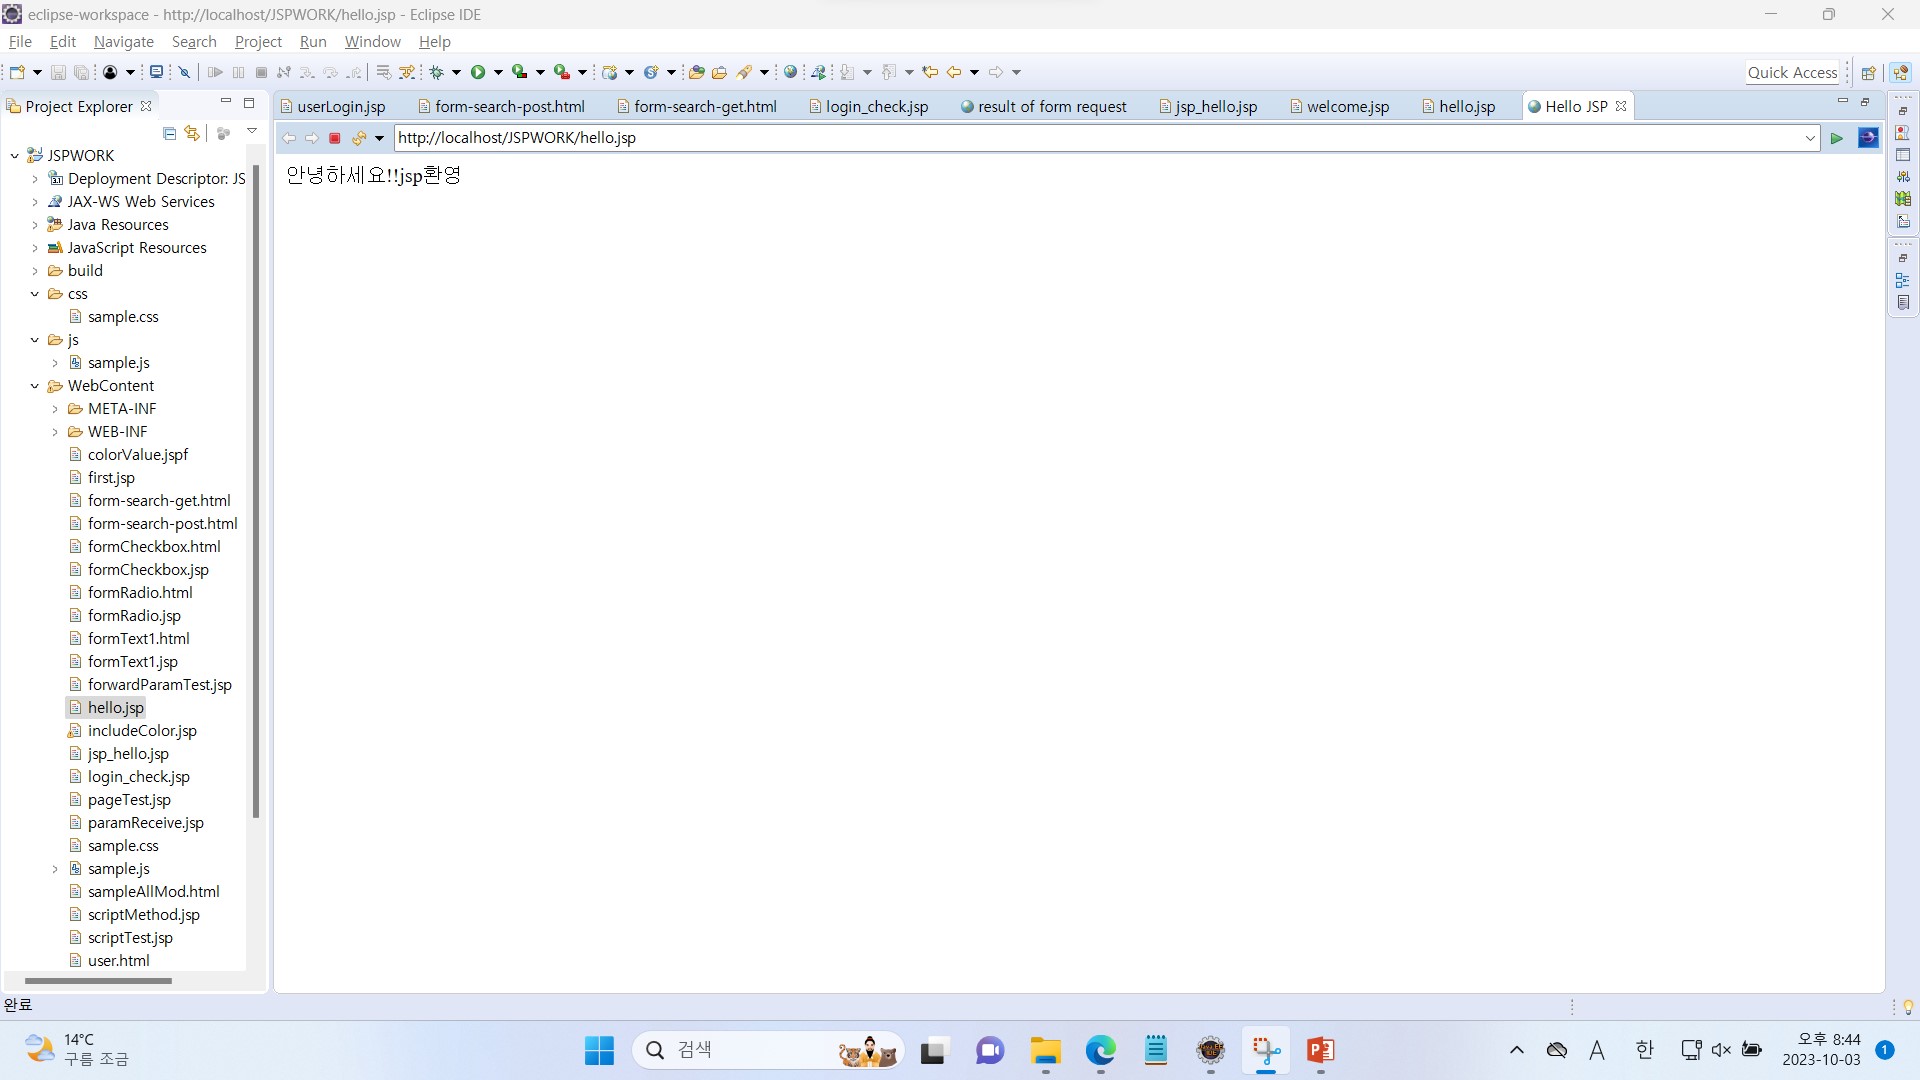 eclipse-workspace - http://localhost/JSPWORK/hello.jsp - Eclipse IDE
File Edit Navigate Search Project Run Window Help
Quick Access
Project Explorer
userLogin.jsp form-search-post.html form-search-get.html login_check.jsp result of form request jsp_hello.jsp welcome.jsp hello.jsp Hello JSP
http://localhost/JSPWORK/hello.jsp
안녕하세요!!jsp환영
JSPWORK
Deployment Descriptor: JS
JAX-WS Web Services
Java Resources
JavaScript Resources
build
css
sample.css
js
sample.js
WebContent
META-INF
WEB-INF
colorValue.jspf
first.jsp
form-search-get.html
form-search-post.html
formCheckbox.html
formCheckbox.jsp
formRadio.html
formRadio.jsp
formText1.html
formText1.jsp
forwardParamTest.jsp
hello.jsp
includeColor.jsp
jsp_hello.jsp
login_check.jsp
pageTest.jsp
paramReceive.jsp
sample.css
sample.js
sampleAllMod.html
scriptMethod.jsp
scriptTest.jsp
user.html
완료
14°C
구름 조금
검색
A 한
오후 8:44
2023-10-03
1